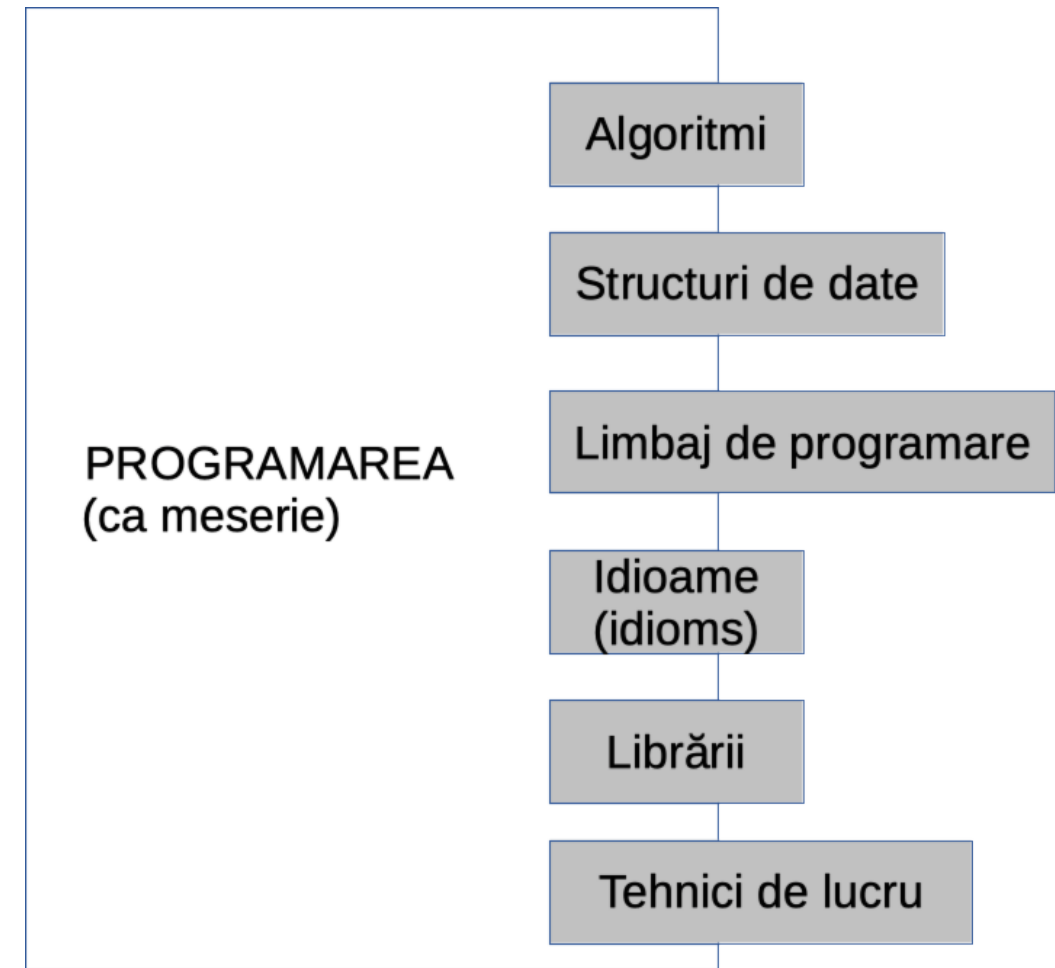 Algoritmi
Structuri de date
Limbaj de programare
PROGRAMAREA
(ca meserie)
Idioame
(idioms)
Librării
Tehnici de lucru